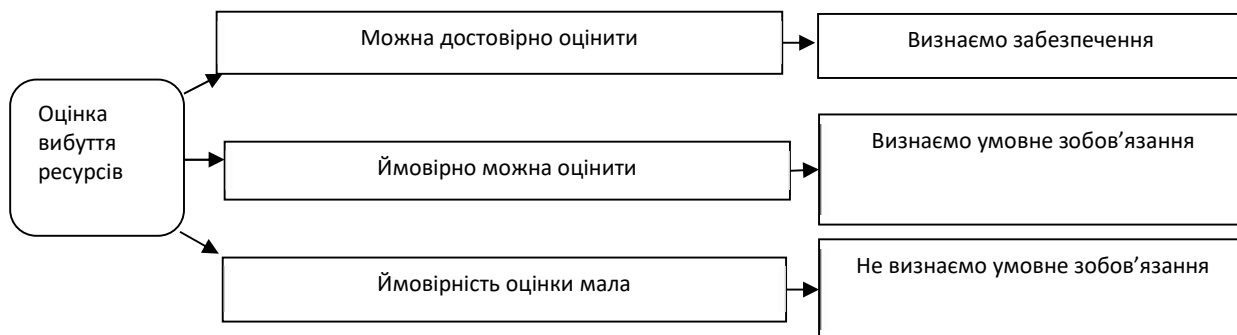 Можна достовірно оцінити
Визнаємо забезпечення
Оцінка
вибуття
ресурсів
Ймовірно можна оцінити
Визнаємо умовне зобов’язання
Ймовірність оцінки мала
Не визнаємо умовне зобов’язання